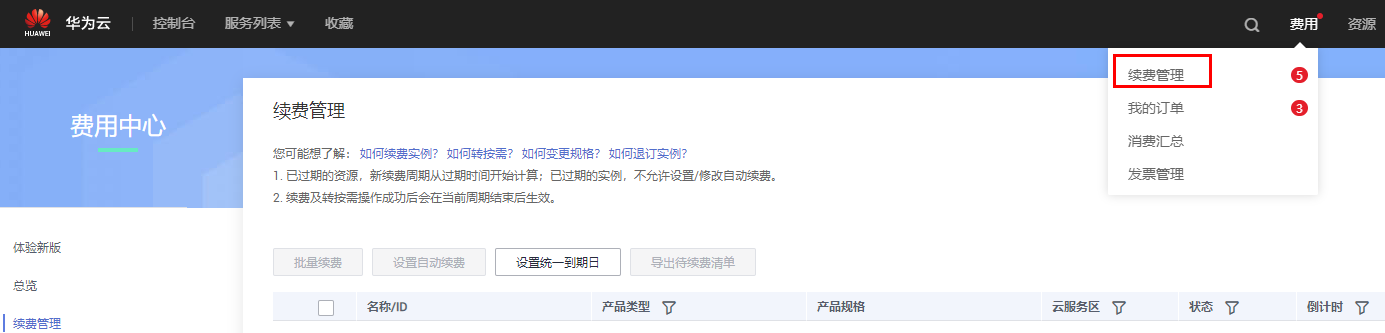 HUAWEI 华为云 控制台 服务列表 收藏 费用 资源
续费管理 5
我的订单 3
消费汇总
发票管理
费用中心
续费管理
您可能想了解： 如何续费实例？ 如何转按需？ 如何变更规格？ 如何退订实例？
1. 已过期的资源，新续费周期从过期时间开始计算；已过期的实例，不允许设置/修改自动续费。
2. 续费及转按需操作成功后会在当前周期结束后生效。
体验新版
总览
续费管理
批量续费 设置自动续费 设置统一到期日 导出待续费清单
名称/ID 产品类型 产品规格 云服务区 状态 倒计时